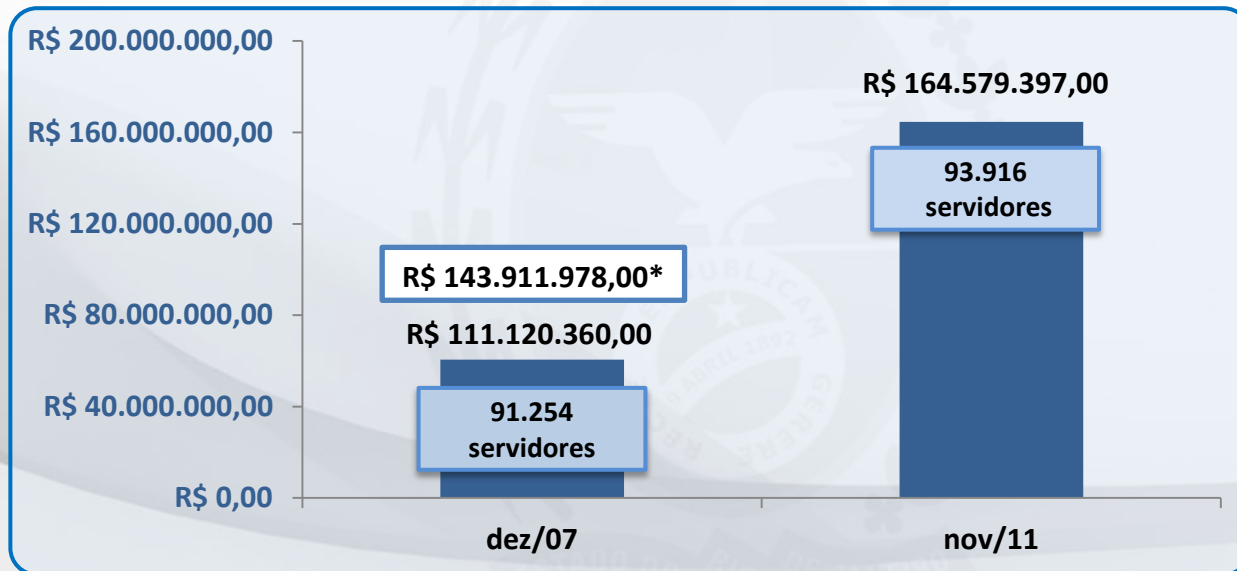 R$ 200.000.000,00
R$ 160.000.000,00
R$ 120.000.000,00
R$ 80.000.000,00
R$ 40.000.000,00
R$ 0,00
R$ 143.911.978,00*
R$ 111.120.360,00
91.254
servidores
dez/07
R$ 164.579.397,00
93.916
servidores
nov/11